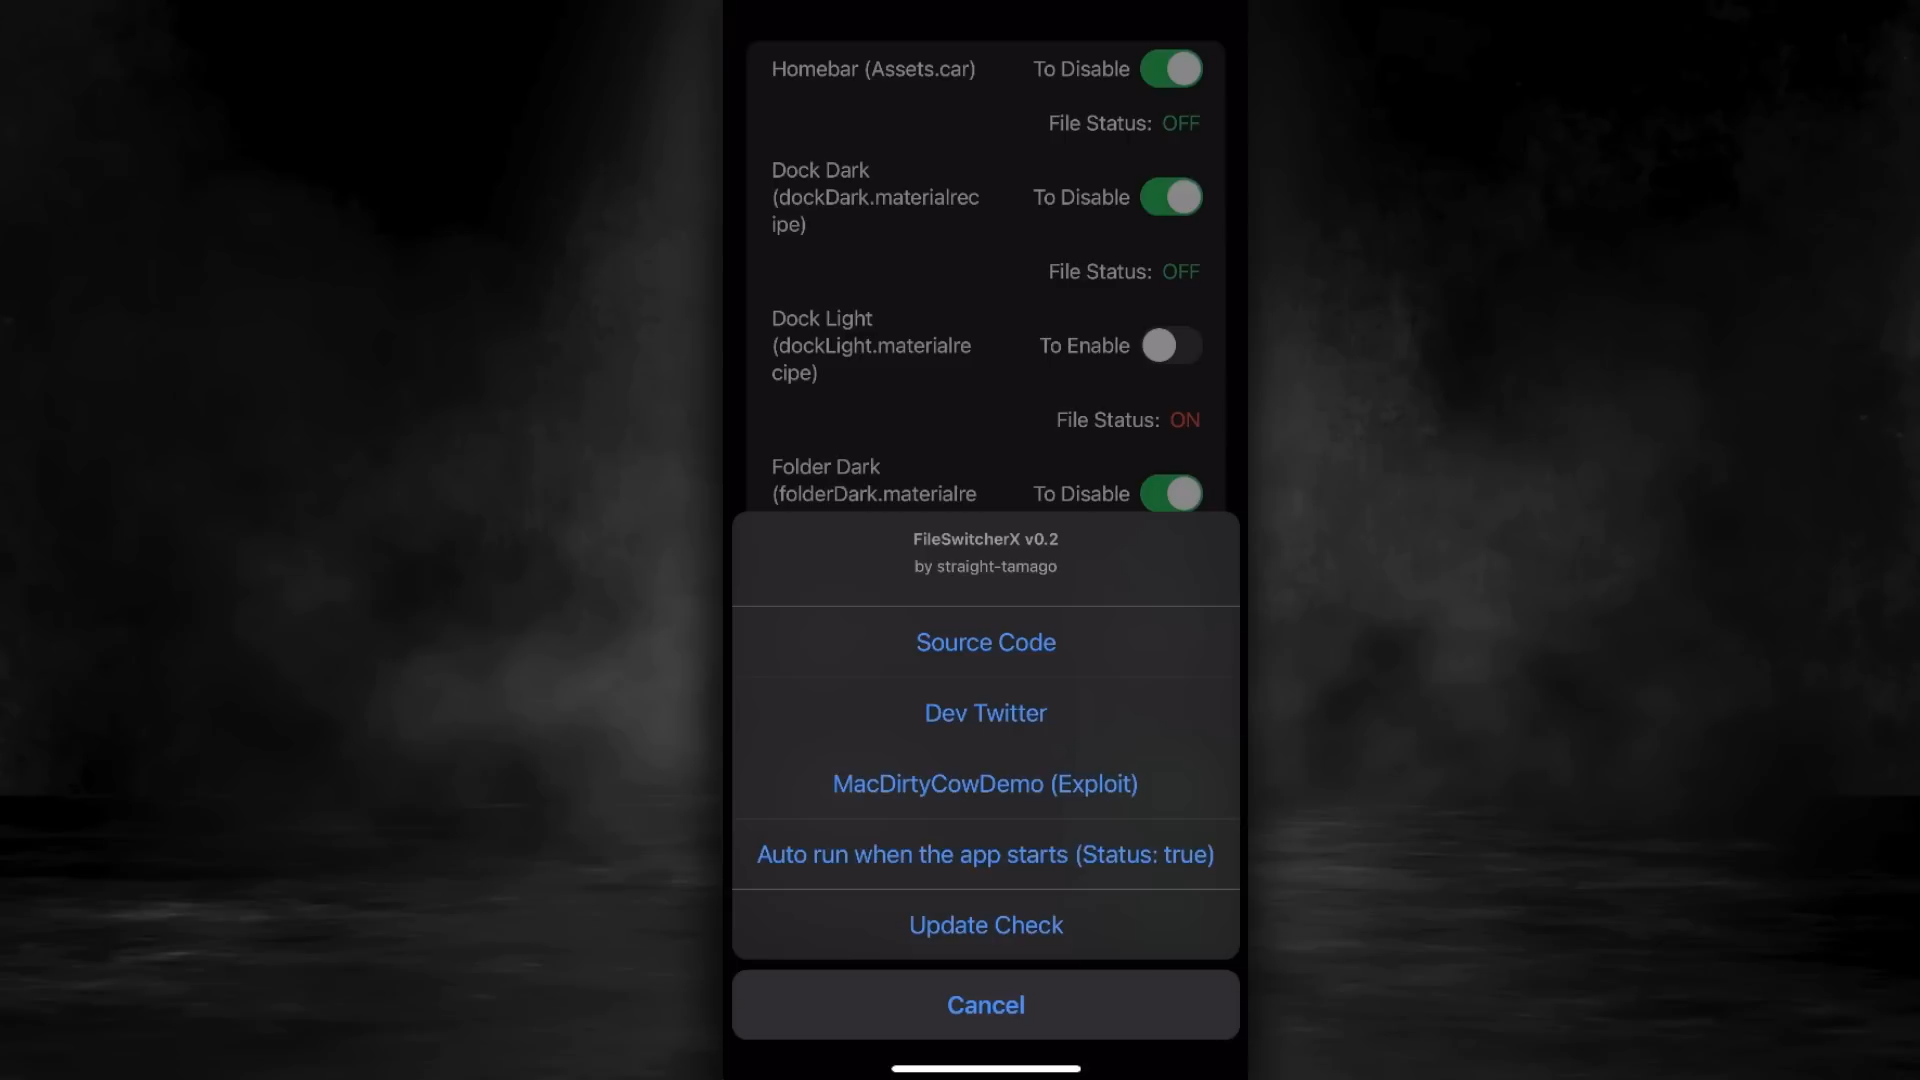 Homebar (Assets.car) To Disable
File Status: OFF
Dock Dark
(dockDark.materialrec To Disable
ipe)
File Status: OFF
Dock Light
(dockLight.materialre To Enable
cipe)
File Status: ON
Folder Dark
(folderDark.materialre To Disable
FileSwitcherX v0.2
by straight-tamago
Source Code
Dev Twitter
MacDirtyCowDemo (Exploit)
Auto run when the app starts (Status: true)
Update Check
Cancel